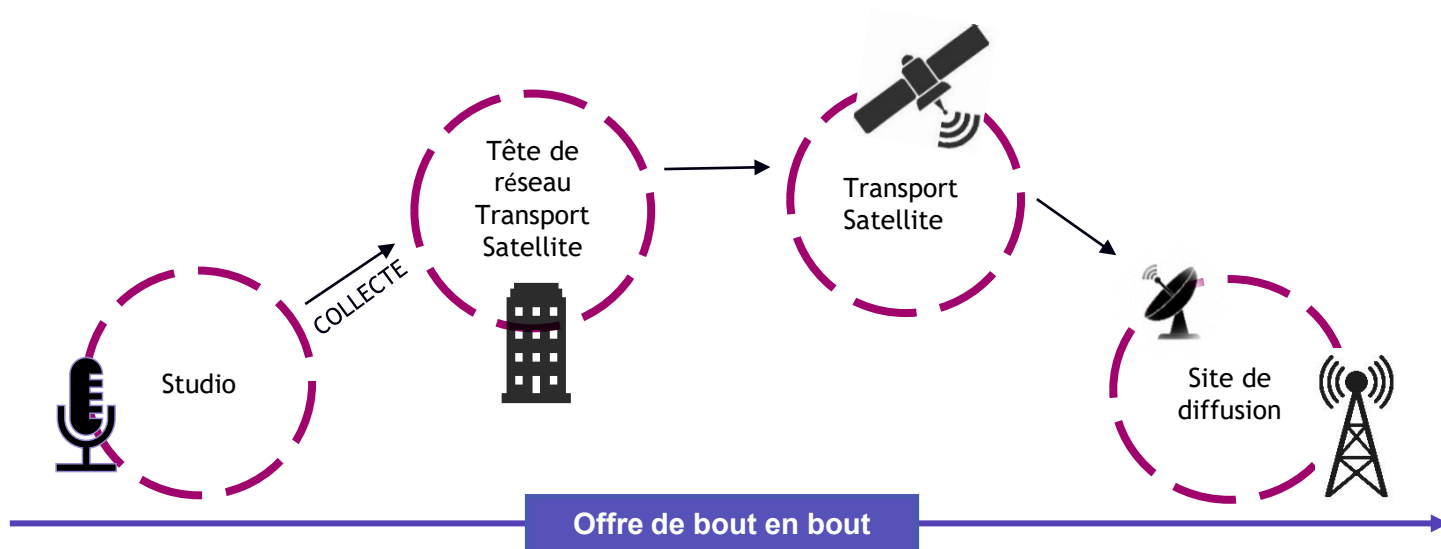 Studio
COLLECTE
Tête de
réseau
Transport
Satellite
Transport
Satellite
Site de
diffusion
Offre de bout en bout